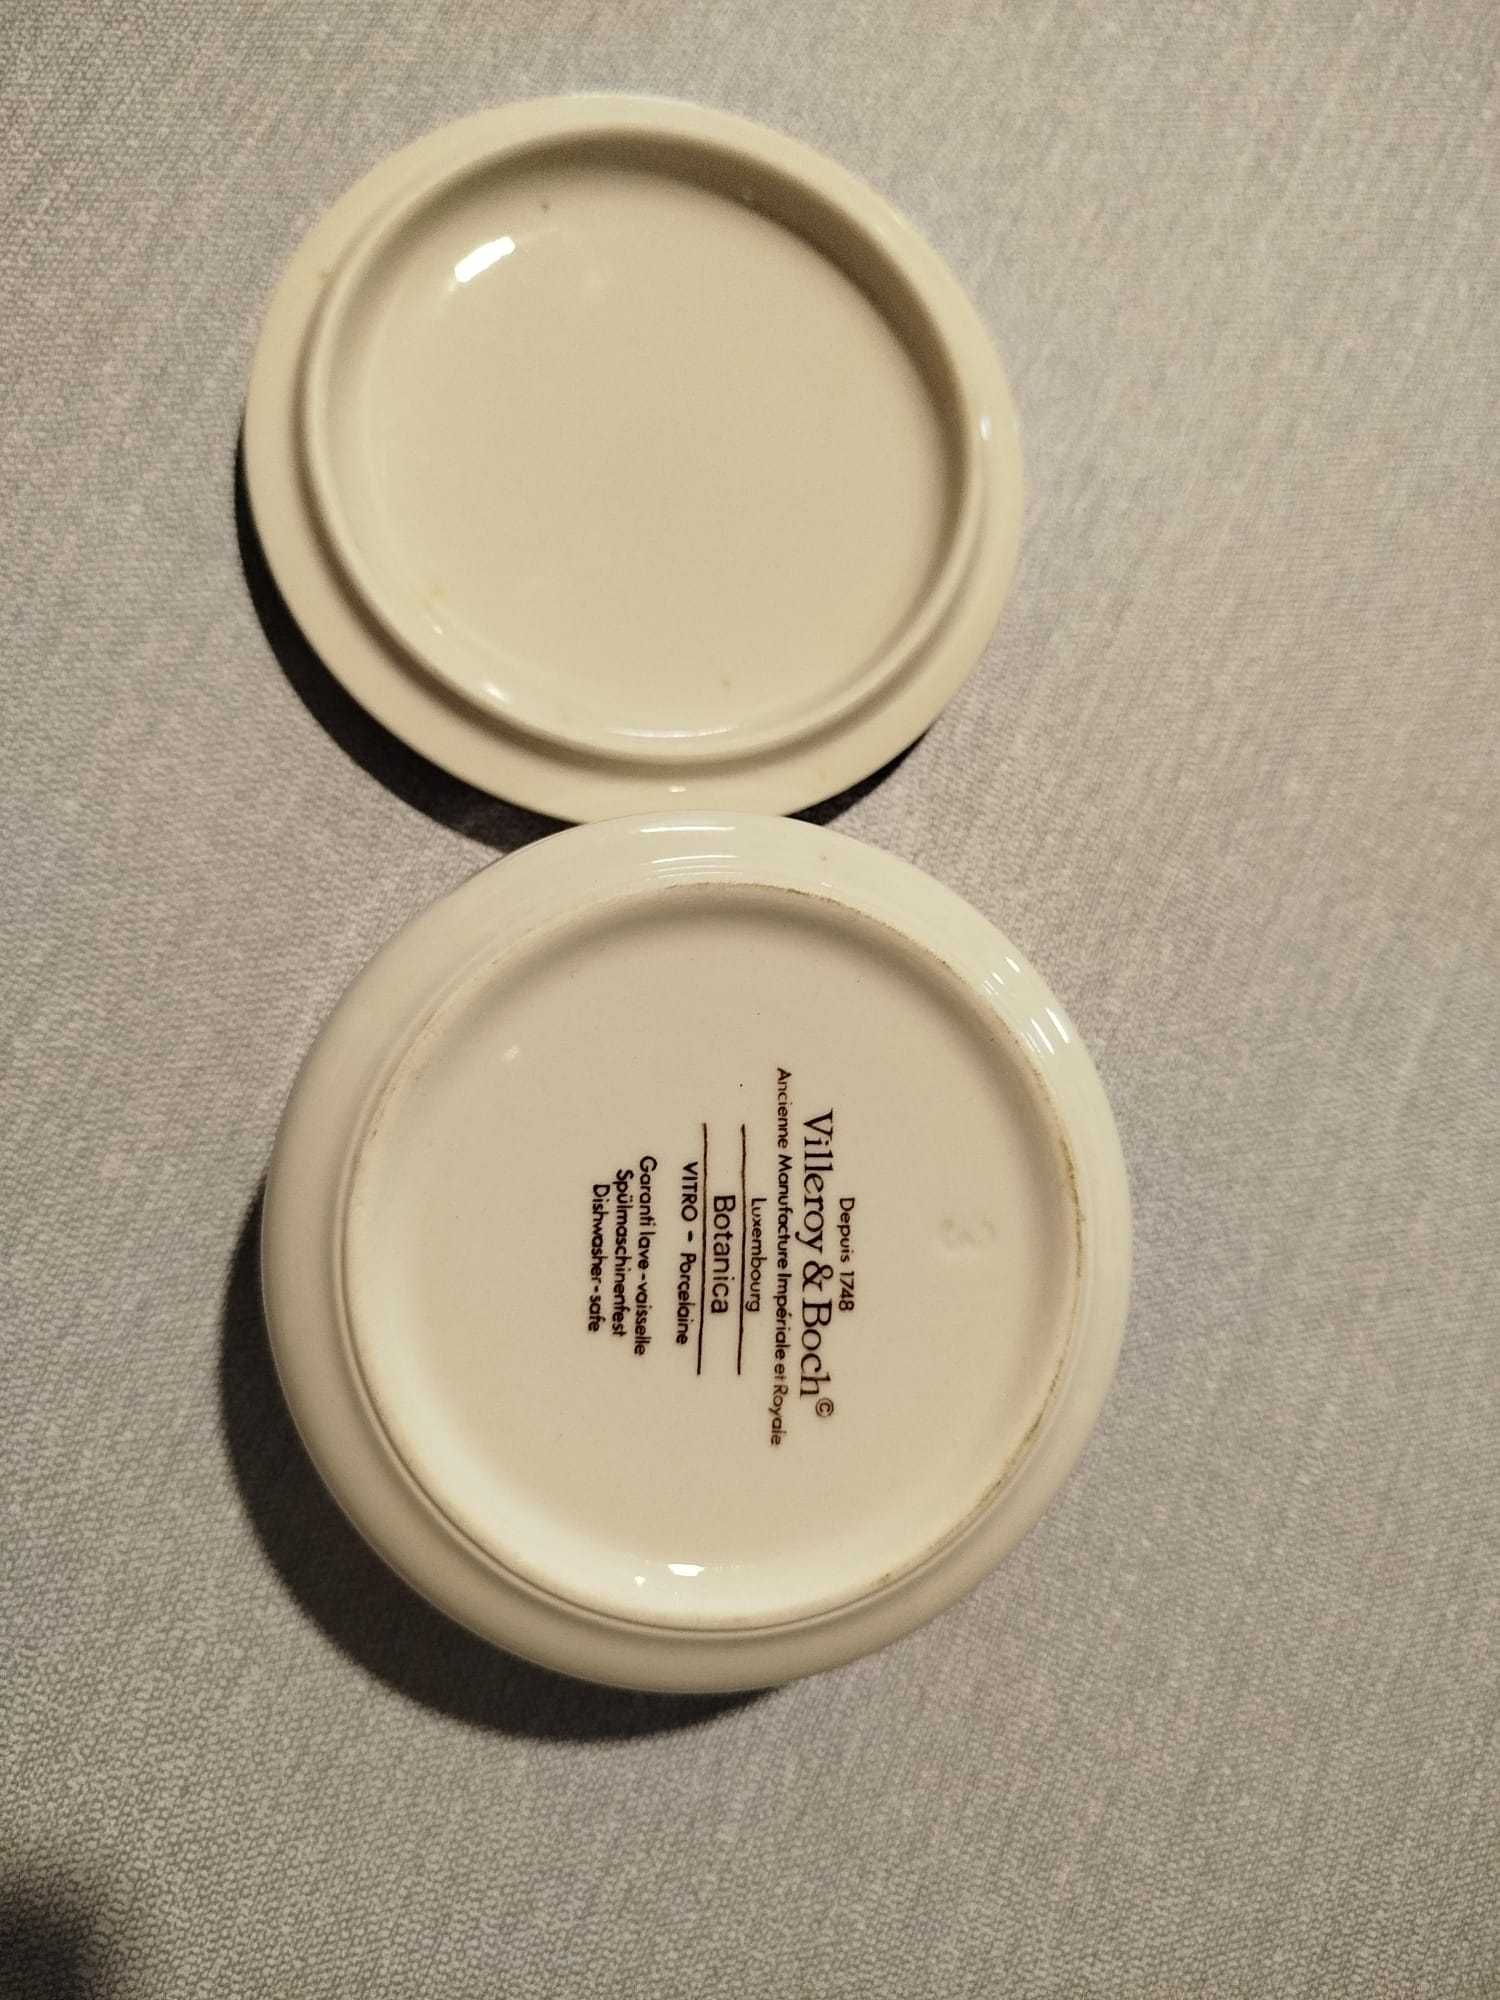 3
Depuis 1748
Villeroy & Boch©
Ancienne Manufacture Impériale et Royale
Luxembourg
Botanica
VITRO - Porcelaine
Garanti lave-vaisselle
Spülmaschinenfest
Dishwasher-safe